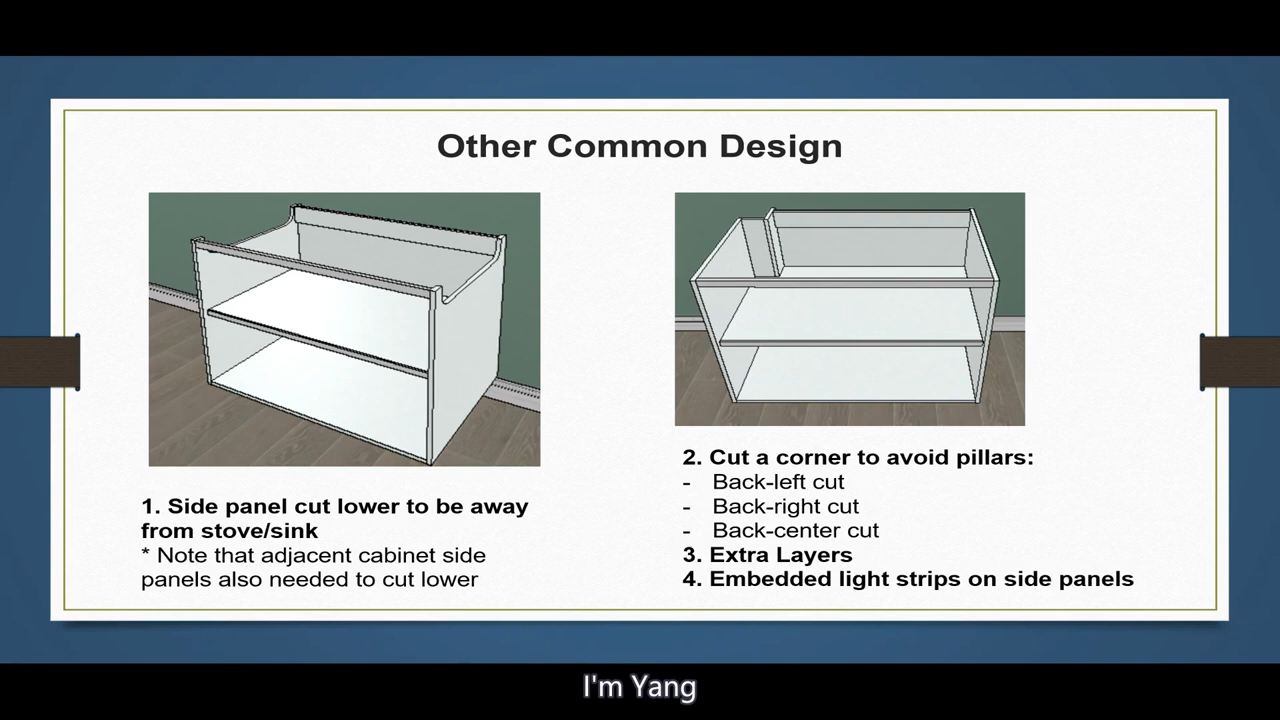 Other Common Design
1. Side panel cut lower to be away
from stove/sink
* Note that adjacent cabinet side
panels also needed to cut lower
2. Cut a corner to avoid pillars:
- Back-left cut
- Back-right cut
- Back-center cut
3. Extra Layers
4. Embedded light strips on side panels
I'm Yang